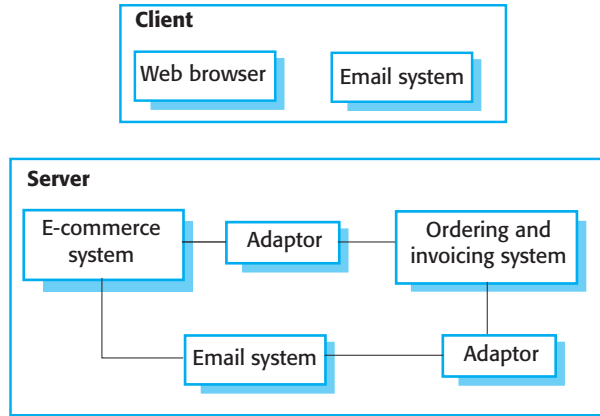 Client
Web browser
Email system
Server
E-commerce
system
Adaptor
Ordering and
invoicing system
Email system
Adaptor